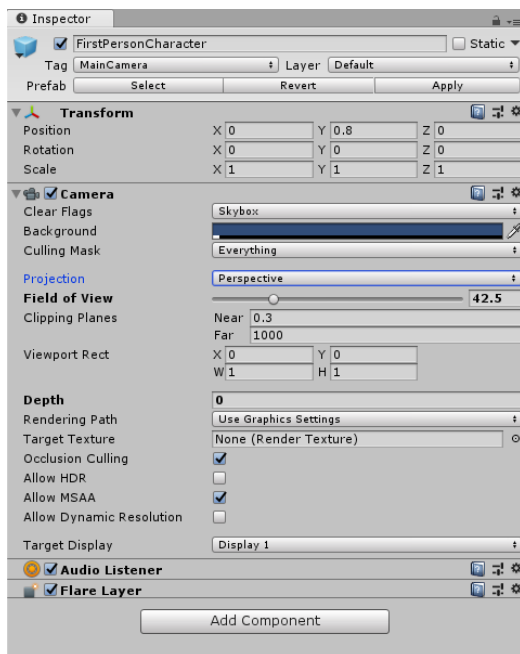 Inspector
FirstPersonCharacter Static
Tag MainCamera Layer Default
Prefab Select Revert Apply
Transform
Position X 0 Y 0.8 Z 0
Rotation X 0 Y 0 Z 0
Scale X 1 Y 1 Z 1
Camera
Clear Flags Skybox
Background
Culling Mask Everything
Projection Perspective
Field of View 42.5
Clipping Planes Near 0.3
Far 1000
Viewport Rect X 0 Y 0
W 1 H 1
Depth 0
Rendering Path Use Graphics Settings
Target Texture None (Render Texture)
Occlusion Culling
Allow HDR
Allow MSAA
Allow Dynamic Resolution
Target Display Display 1
Audio Listener
Flare Layer
Add Component